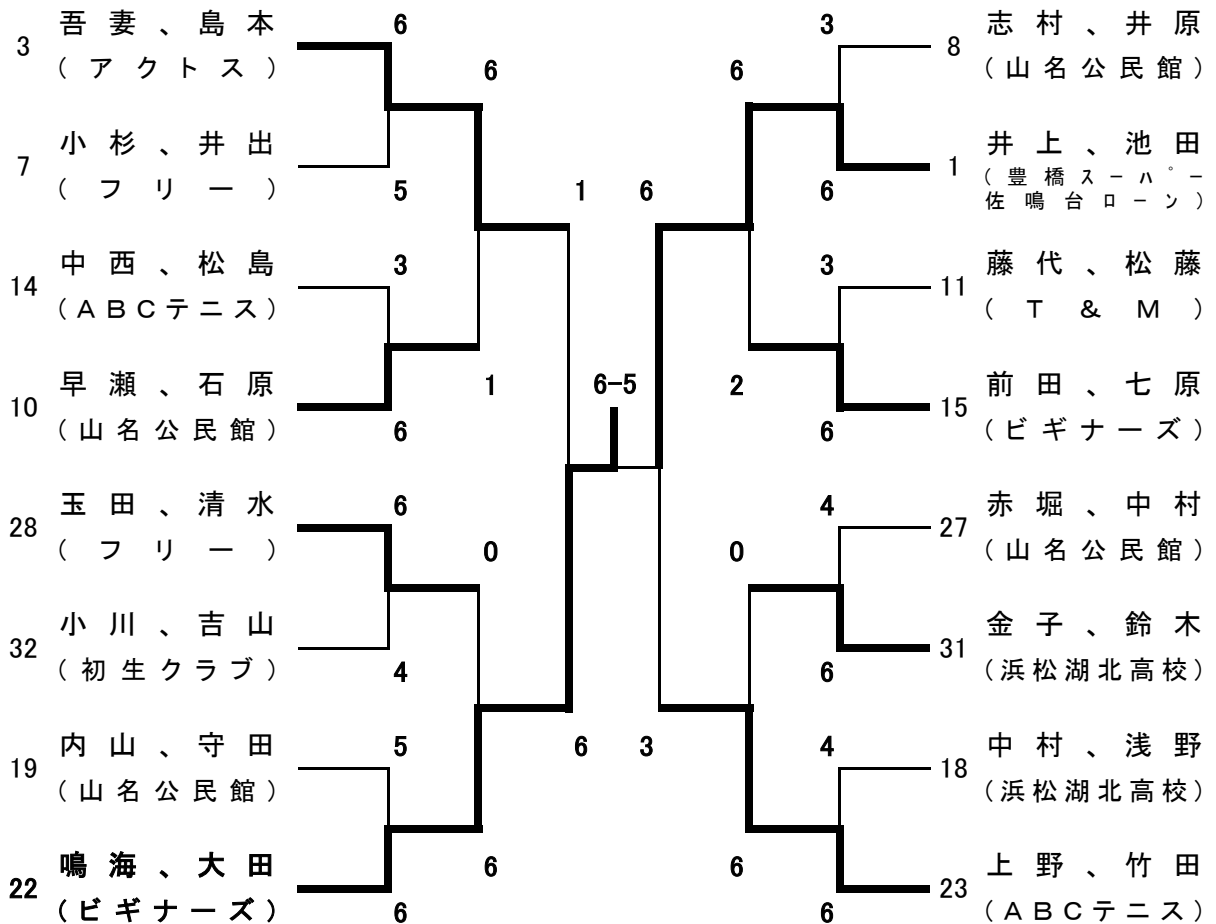 3 吾妻、島本
(アクトス)
7 小杉、井出
(フリー)
14 中西、松島
(ABCテニス)
10 早瀬、石原
(山名公民館)
28 玉田、清水
(フリー)
32 小川、吉山
(初生クラブ)
19 内山、守田
(山名公民館)
22 鳴海、大田
(ビギナーズ)
6
5
3
6
6
4
5
6
6
1
0
6
1
6
6-5
6
3
6
2
0
6
3
6
3
6
4
6
4
6
8 志村、井原
(山名公民館)
1 井上、池田
(豊橋スーパー
佐鳴台ローン)
11 藤代、松藤
(T&M)
15 前田、七原
(ビギナーズ)
27 赤堀、中村
(山名公民館)
31 金子、鈴木
(浜松湖北高校)
18 中村、浅野
(浜松湖北高校)
23 上野、竹田
(ABCテニス)